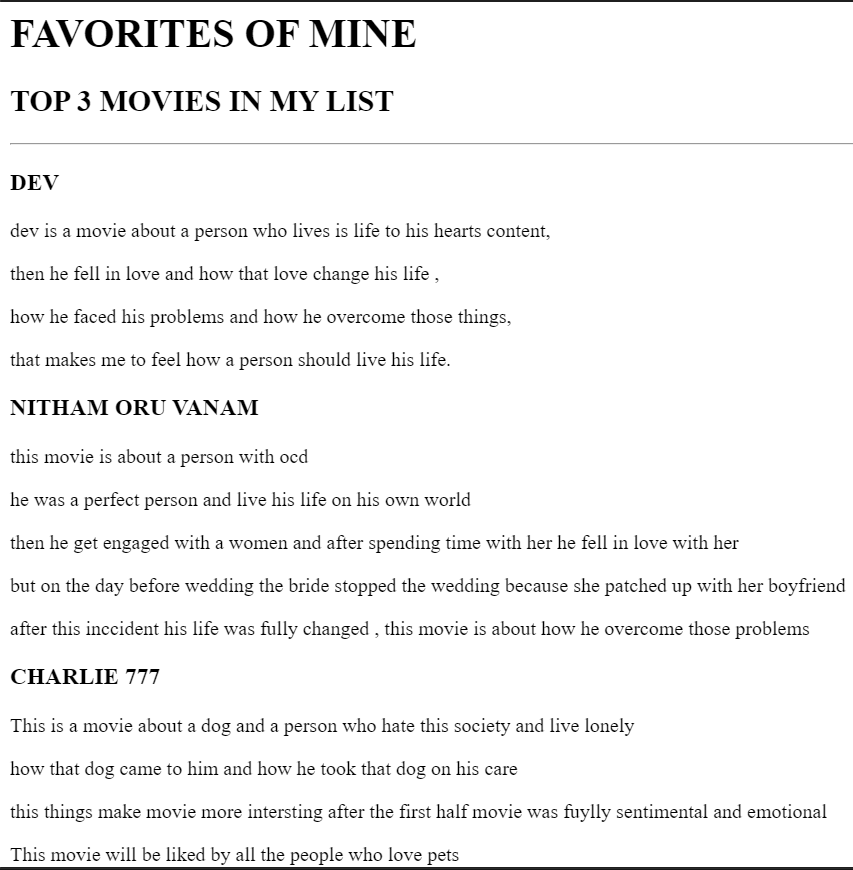 FAVORITES OF MINE
TOP 3 MOVIES IN MY LIST
DEV
dev is a movie about a person who lives is life to his hearts content,
then he fell in love and how that love change his life ,
how he faced his problems and how he overcome those things,
that makes me to feel how a person should live his life.
NITHAM ORU VANAM
this movie is about a person with ocd
he was a perfect person and live his life on his own world
then he get engaged with a women and after spending time with her he fell in love with her
but on the day before wedding the bride stopped the wedding because she patched up with her boyfriend
after this inccident his life was fully changed , this movie is about how he overcome those problems
CHARLIE 777
This is a movie about a dog and a person who hate this society and live lonely
how that dog came to him and how he took that dog on his care
this things make movie more intersting after the first half movie was fuylly sentimental and emotional
This movie will be liked by all the people who love pets